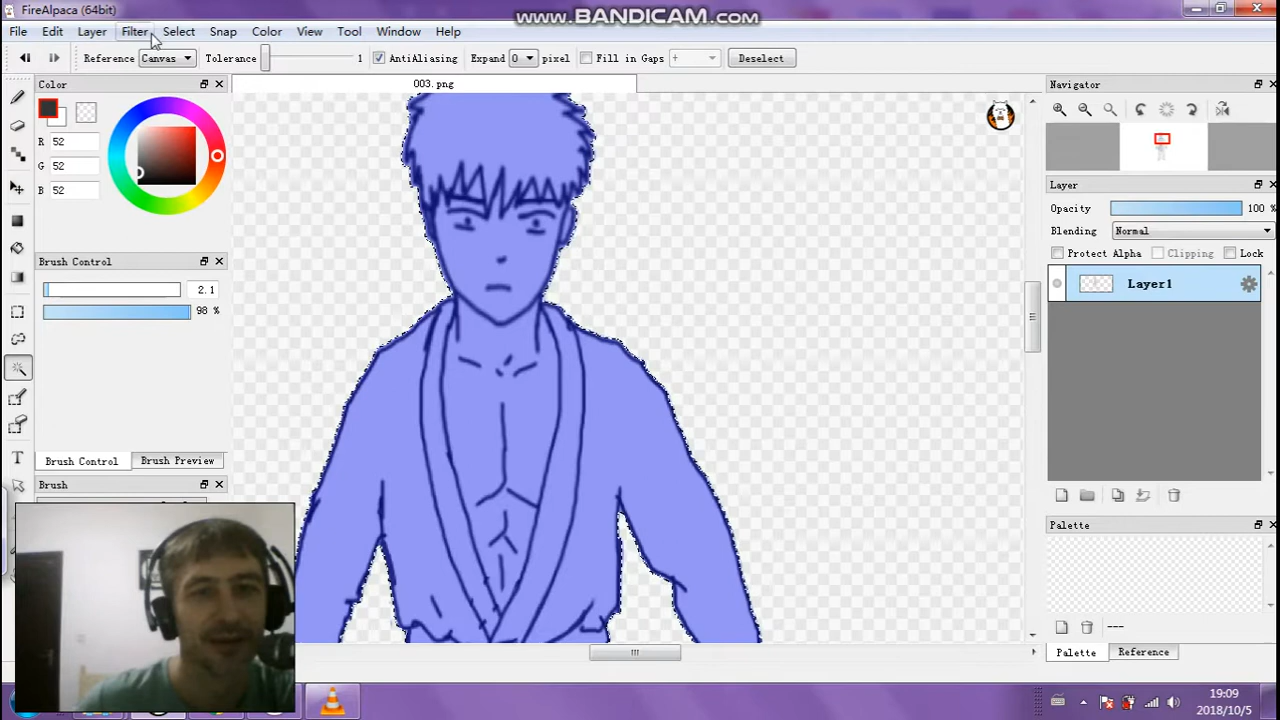 FireAlpaca (64bit)
www.BANDICAM.com
File Edit Layer Filter Select Snap Color View Tool Window Help
Reference Canvas Tolerance 1 AntiAliasing Expand 0 pixel Fill in Gaps + Deselect
Color
003.png
Navigator
R 52
G 52
B 52
Layer
Opacity 100 %
Blending Normal
Protect Alpha Clipping Lock
Layer1
Brush Control
2.1
98 %
T
Brush Control Brush Preview
Brush
Palette
---
Palette Reference
19:09
2018/10/5